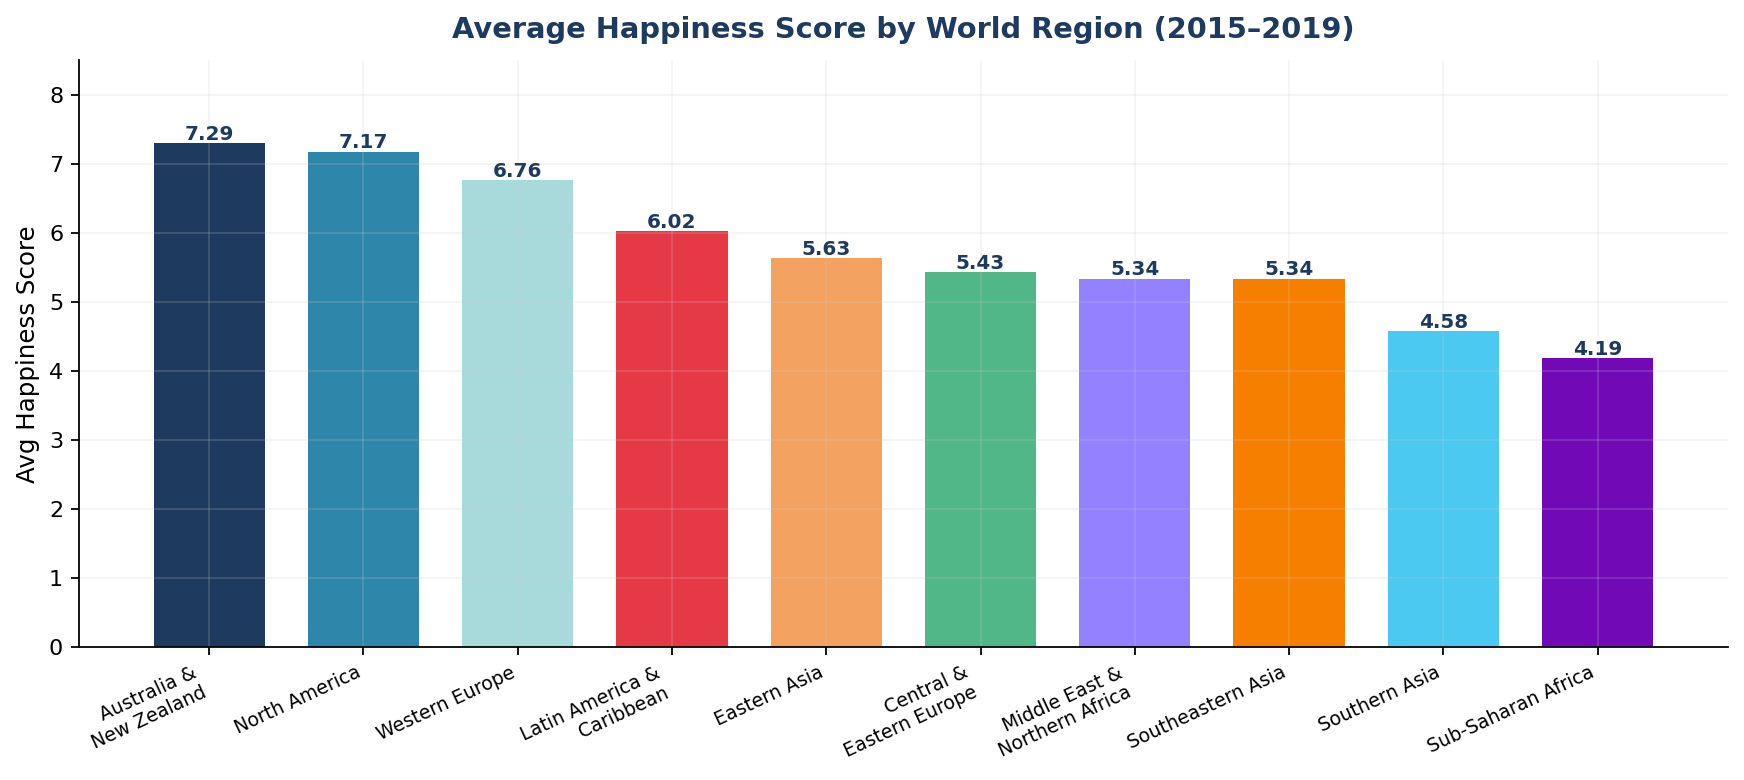 Average Happiness Score by World Region (2015–2019)
Avg Happiness Score
8
7
6
5
4
3
2
1
0
7.29
7.17
6.76
6.02
5.63
5.43
5.34
5.34
4.58
4.19
Australia &
New Zealand
North America
Western Europe
Latin America &
Caribbean
Eastern Asia
Central &
Eastern Europe
Middle East &
Northern Africa
Southeastern Asia
Southern Asia
Sub-Saharan Africa